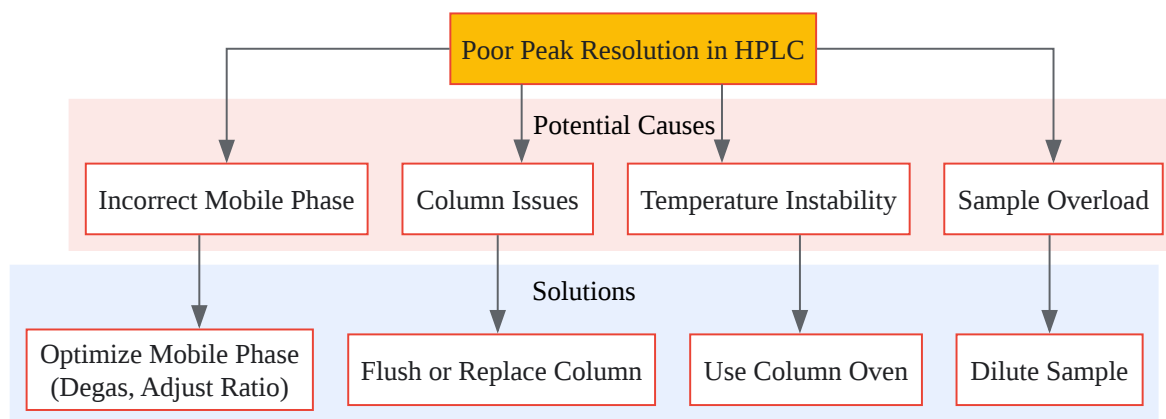 Poor Peak Resolution in HPLC
Potential Causes
Incorrect Mobile Phase
Column Issues
Temperature Instability
Sample Overload
Solutions
Optimize Mobile Phase
(Degas, Adjust Ratio)
Flush or Replace Column
Use Column Oven
Dilute Sample